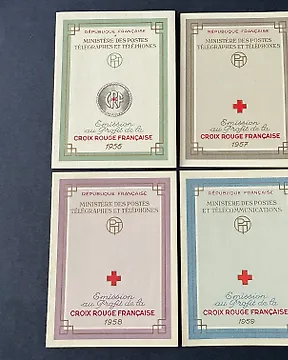 RÉPUBLIQUE FRANÇAISE
MINISTÈRE DES POSTES
TÉLÉGRAPHES ET TÉLÉPHONES
Emission
au Profit de la
CROIX ROUGE FRANÇAISE
1956
RÉPUBLIQUE FRANÇAISE
MINISTÈRE DES POSTES
TÉLÉGRAPHES ET TÉLÉPHONES
Emission
au Profit de la
CROIX ROUGE FRANÇAISE
1957
RÉPUBLIQUE FRANÇAISE
MINISTÈRE DES POSTES
TÉLÉGRAPHES ET TÉLÉPHONES
Emission
au Profit de la
CROIX ROUGE FRANÇAISE
1958
RÉPUBLIQUE FRANÇAISE
MINISTÈRE DES POSTES
ET TÉLÉCOMMUNICATIONS
Emission
au Profit de la
CROIX ROUGE FRANÇAISE
1959